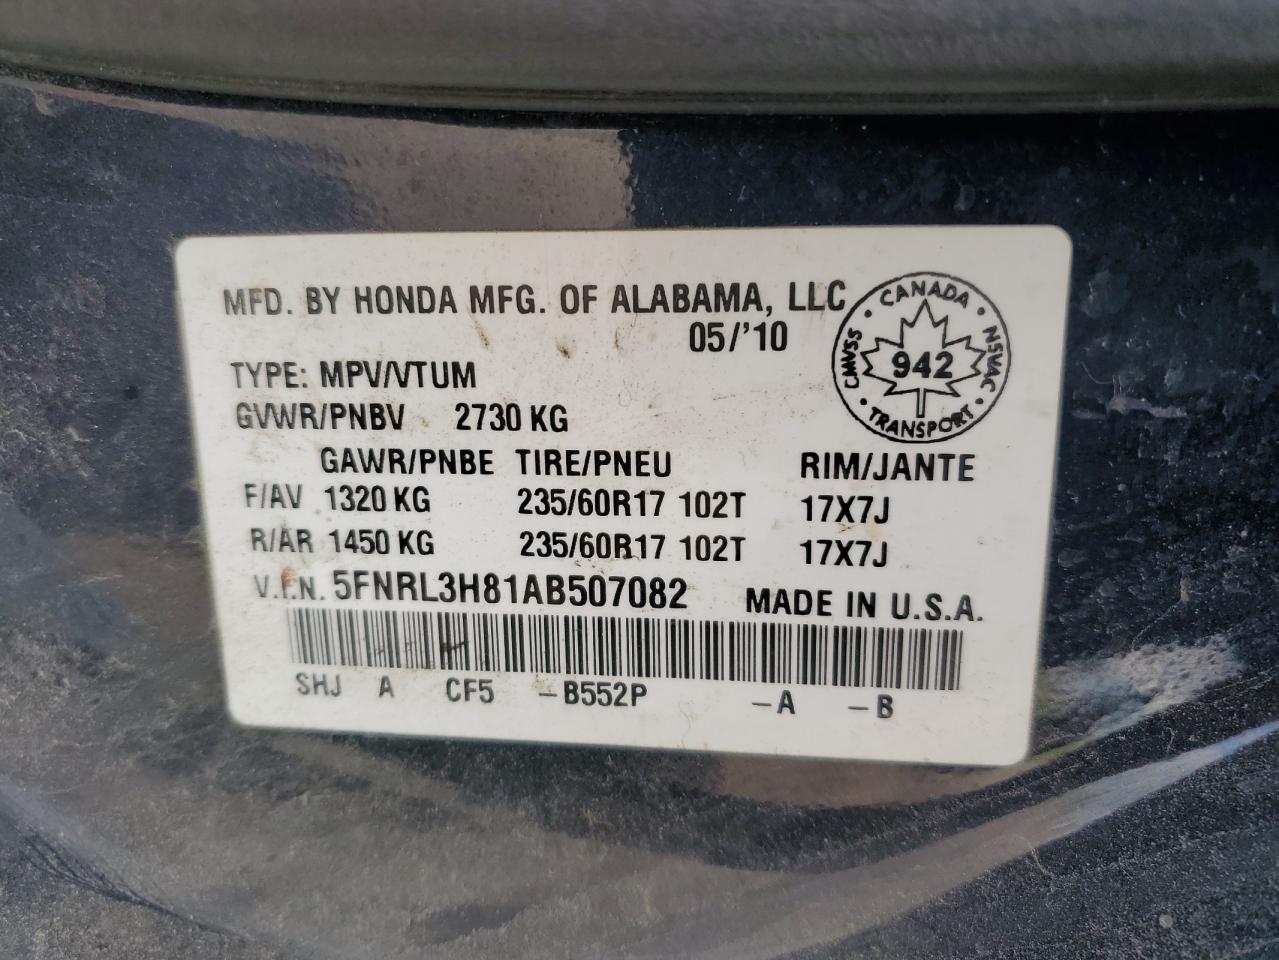 MFD. BY HONDA MFG. OF ALABAMA, LLC
05/'10
CANADA
CMVSS 942 NSVAC
TRANSPORT
TYPE: MPV/VTUM
GVWR/PNBV 2730 KG
GAWR/PNBE TIRE/PNEU RIM/JANTE
F/AV 1320 KG 235/60R17 102T 17X7J
R/AR 1450 KG 235/60R17 102T 17X7J
V.I.N. 5FNRL3H81AB507082 MADE IN U.S.A.
SHJ A CF5 -B552P -A -B